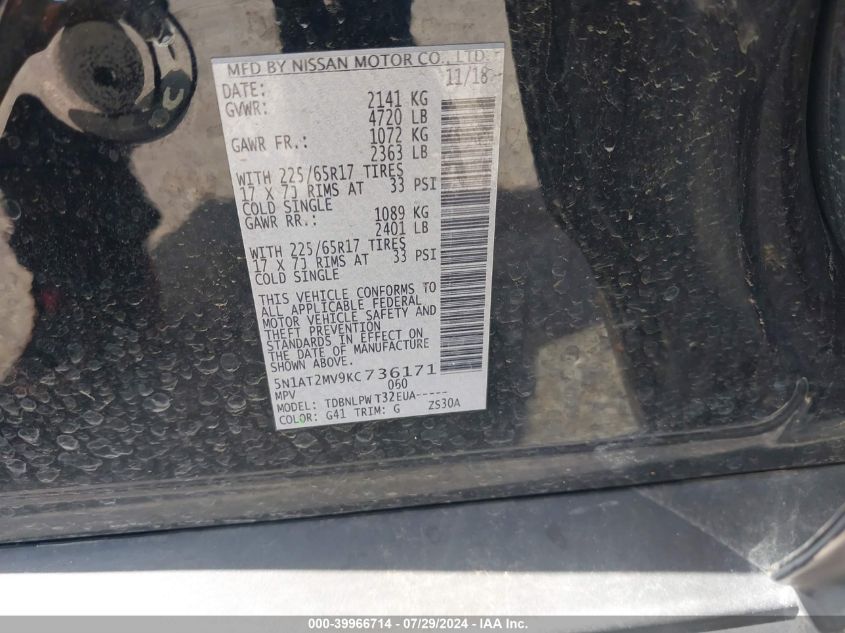 MFD BY NISSAN MOTOR CO., LTD.
DATE: 11/18
GVWR: 2141 KG
4720 LB
GAWR FR.: 1072 KG
2363 LB
WITH 225/65R17 TIRES
17 X 7J RIMS AT 33 PSI
COLD SINGLE
GAWR RR.: 1089 KG
2401 LB
WITH 225/65R17 TIRES
17 X 7J RIMS AT 33 PSI
COLD SINGLE
THIS VEHICLE CONFORMS TO
ALL APPLICABLE FEDERAL
MOTOR VEHICLE SAFETY AND
THEFT PREVENTION
STANDARDS IN EFFECT ON
THE DATE OF MANUFACTURE
SHOWN ABOVE.
5N1AT2MV9KC736171
MPV 060
MODEL: TDBNLPWT32EUA-----
COLOR: G41 TRIM: G ZS30A
000-39966714 / 07/29/2024 - COPYRIGHT IAA, Inc.